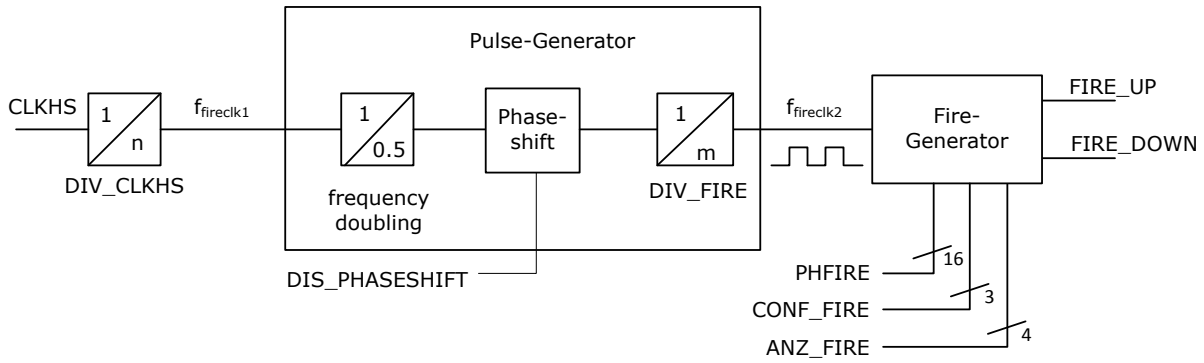 Pulse-Generator
CLKHS
1
n
DIV_CLKHS
ffireclk1
1
0.5
frequency
doubling
Phase-
shift
DIS_PHASESHIFT
1
m
DIV_FIRE
ffireclk2
Fire-
Generator
FIRE_UP
FIRE_DOWN
PHFIRE
16
CONF_FIRE
3
ANZ_FIRE
4